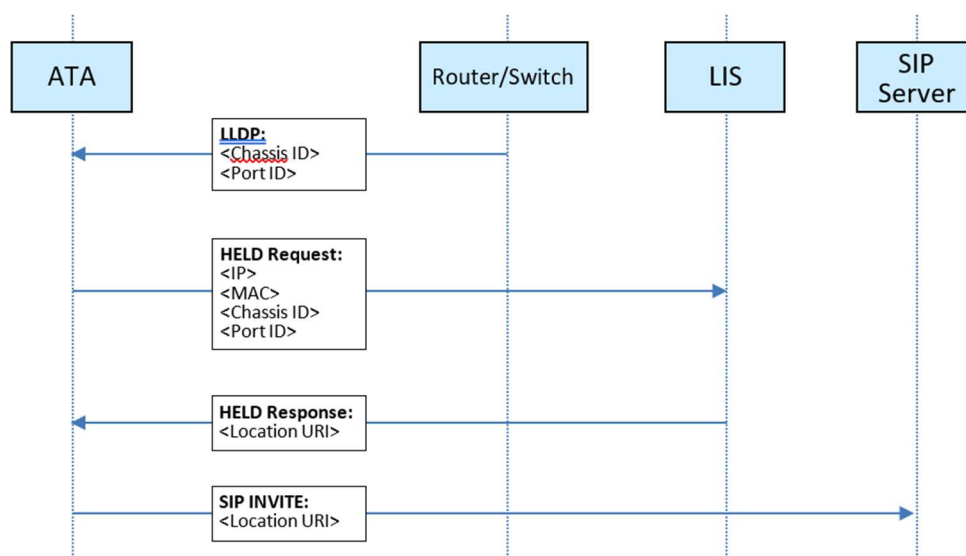 ATA
Router/Switch
LIS
SIP
Server
LLDP:
<Chassis ID>
<Port ID>
HELD Request:
<IP>
<MAC>
<Chassis ID>
<Port ID>
HELD Response:
<Location URI>
SIP INVITE:
<Location URI>